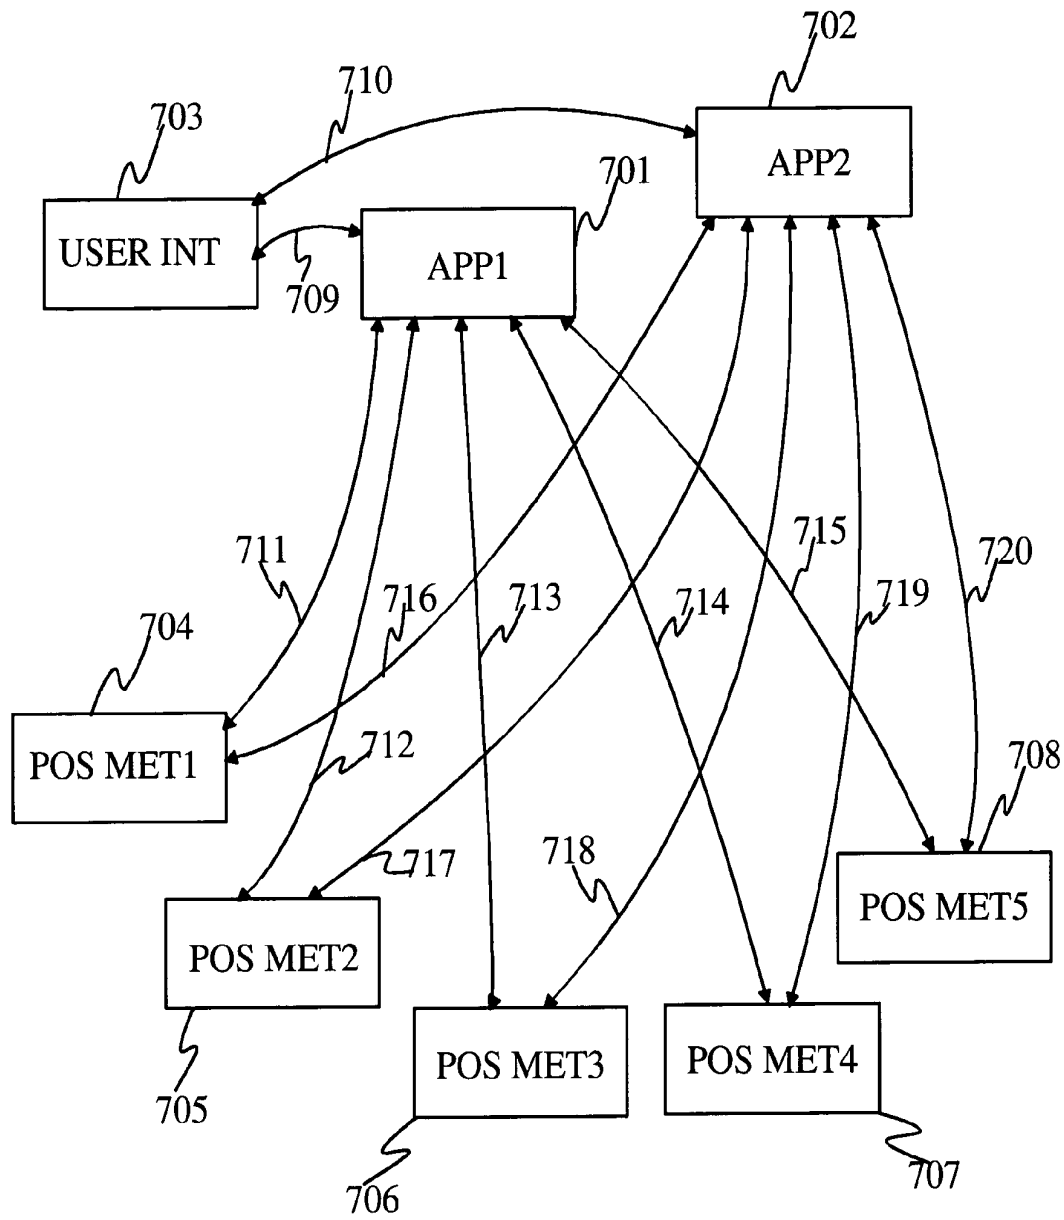 702
710
703
701
APP2
USER INT
APP1
709
711
716
713
714
715
719
720
704
712
POS MET1
708
717
718
POS MET5
POS MET2
POS MET3
POS MET4
705
706
707